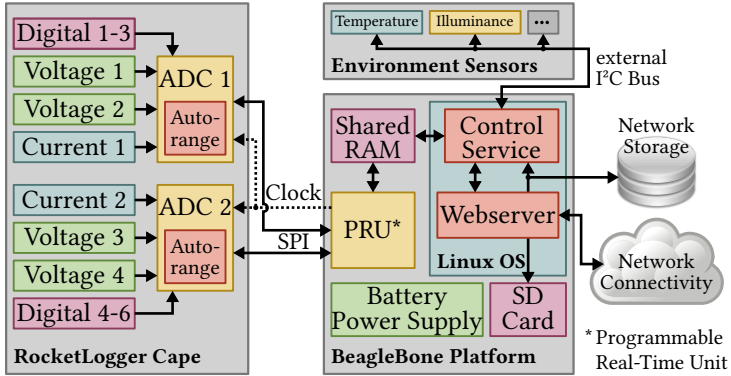 Digital 1-3
Voltage 1
Voltage 2
Current 1
ADC 1
Auto-
range
Current 2
Voltage 3
Voltage 4
Digital 4-6
ADC 2
Auto-
range
RocketLogger Cape
Clock
SPI
Temperature
Illuminance
...
Environment Sensors
external
I²C Bus
Shared
RAM
Control
Service
PRU*
Webserver
Linux OS
Battery
Power Supply
SD
Card
BeagleBone Platform
Network
Storage
Network
Connectivity
* Programmable
Real-Time Unit